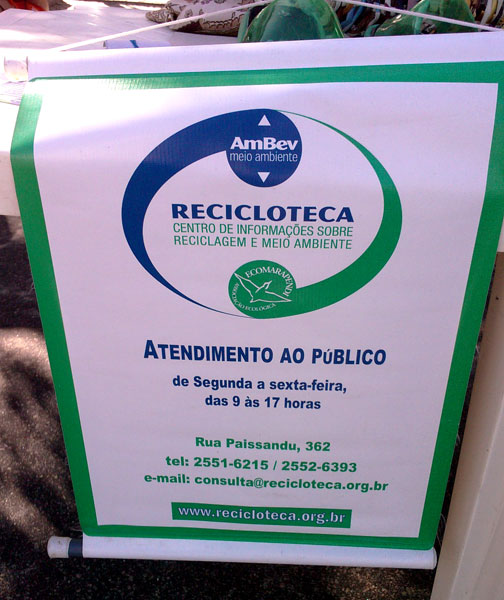 AmBev
meio ambiente
RECICLOTECA
CENTRO DE INFORMAÇÕES SOBRE
RECICLAGEM E MEIO AMBIENTE
ECOMARAPENDI
ASSOCIAÇÃO ECOLÓGICA
ATENDIMENTO AO PÚBLICO
de Segunda a sexta-feira,
das 9 às 17 horas
Rua Paissandu, 362
tel: 2551-6215 / 2552-6393
e-mail: consulta@recicloteca.org.br
www.recicloteca.org.br